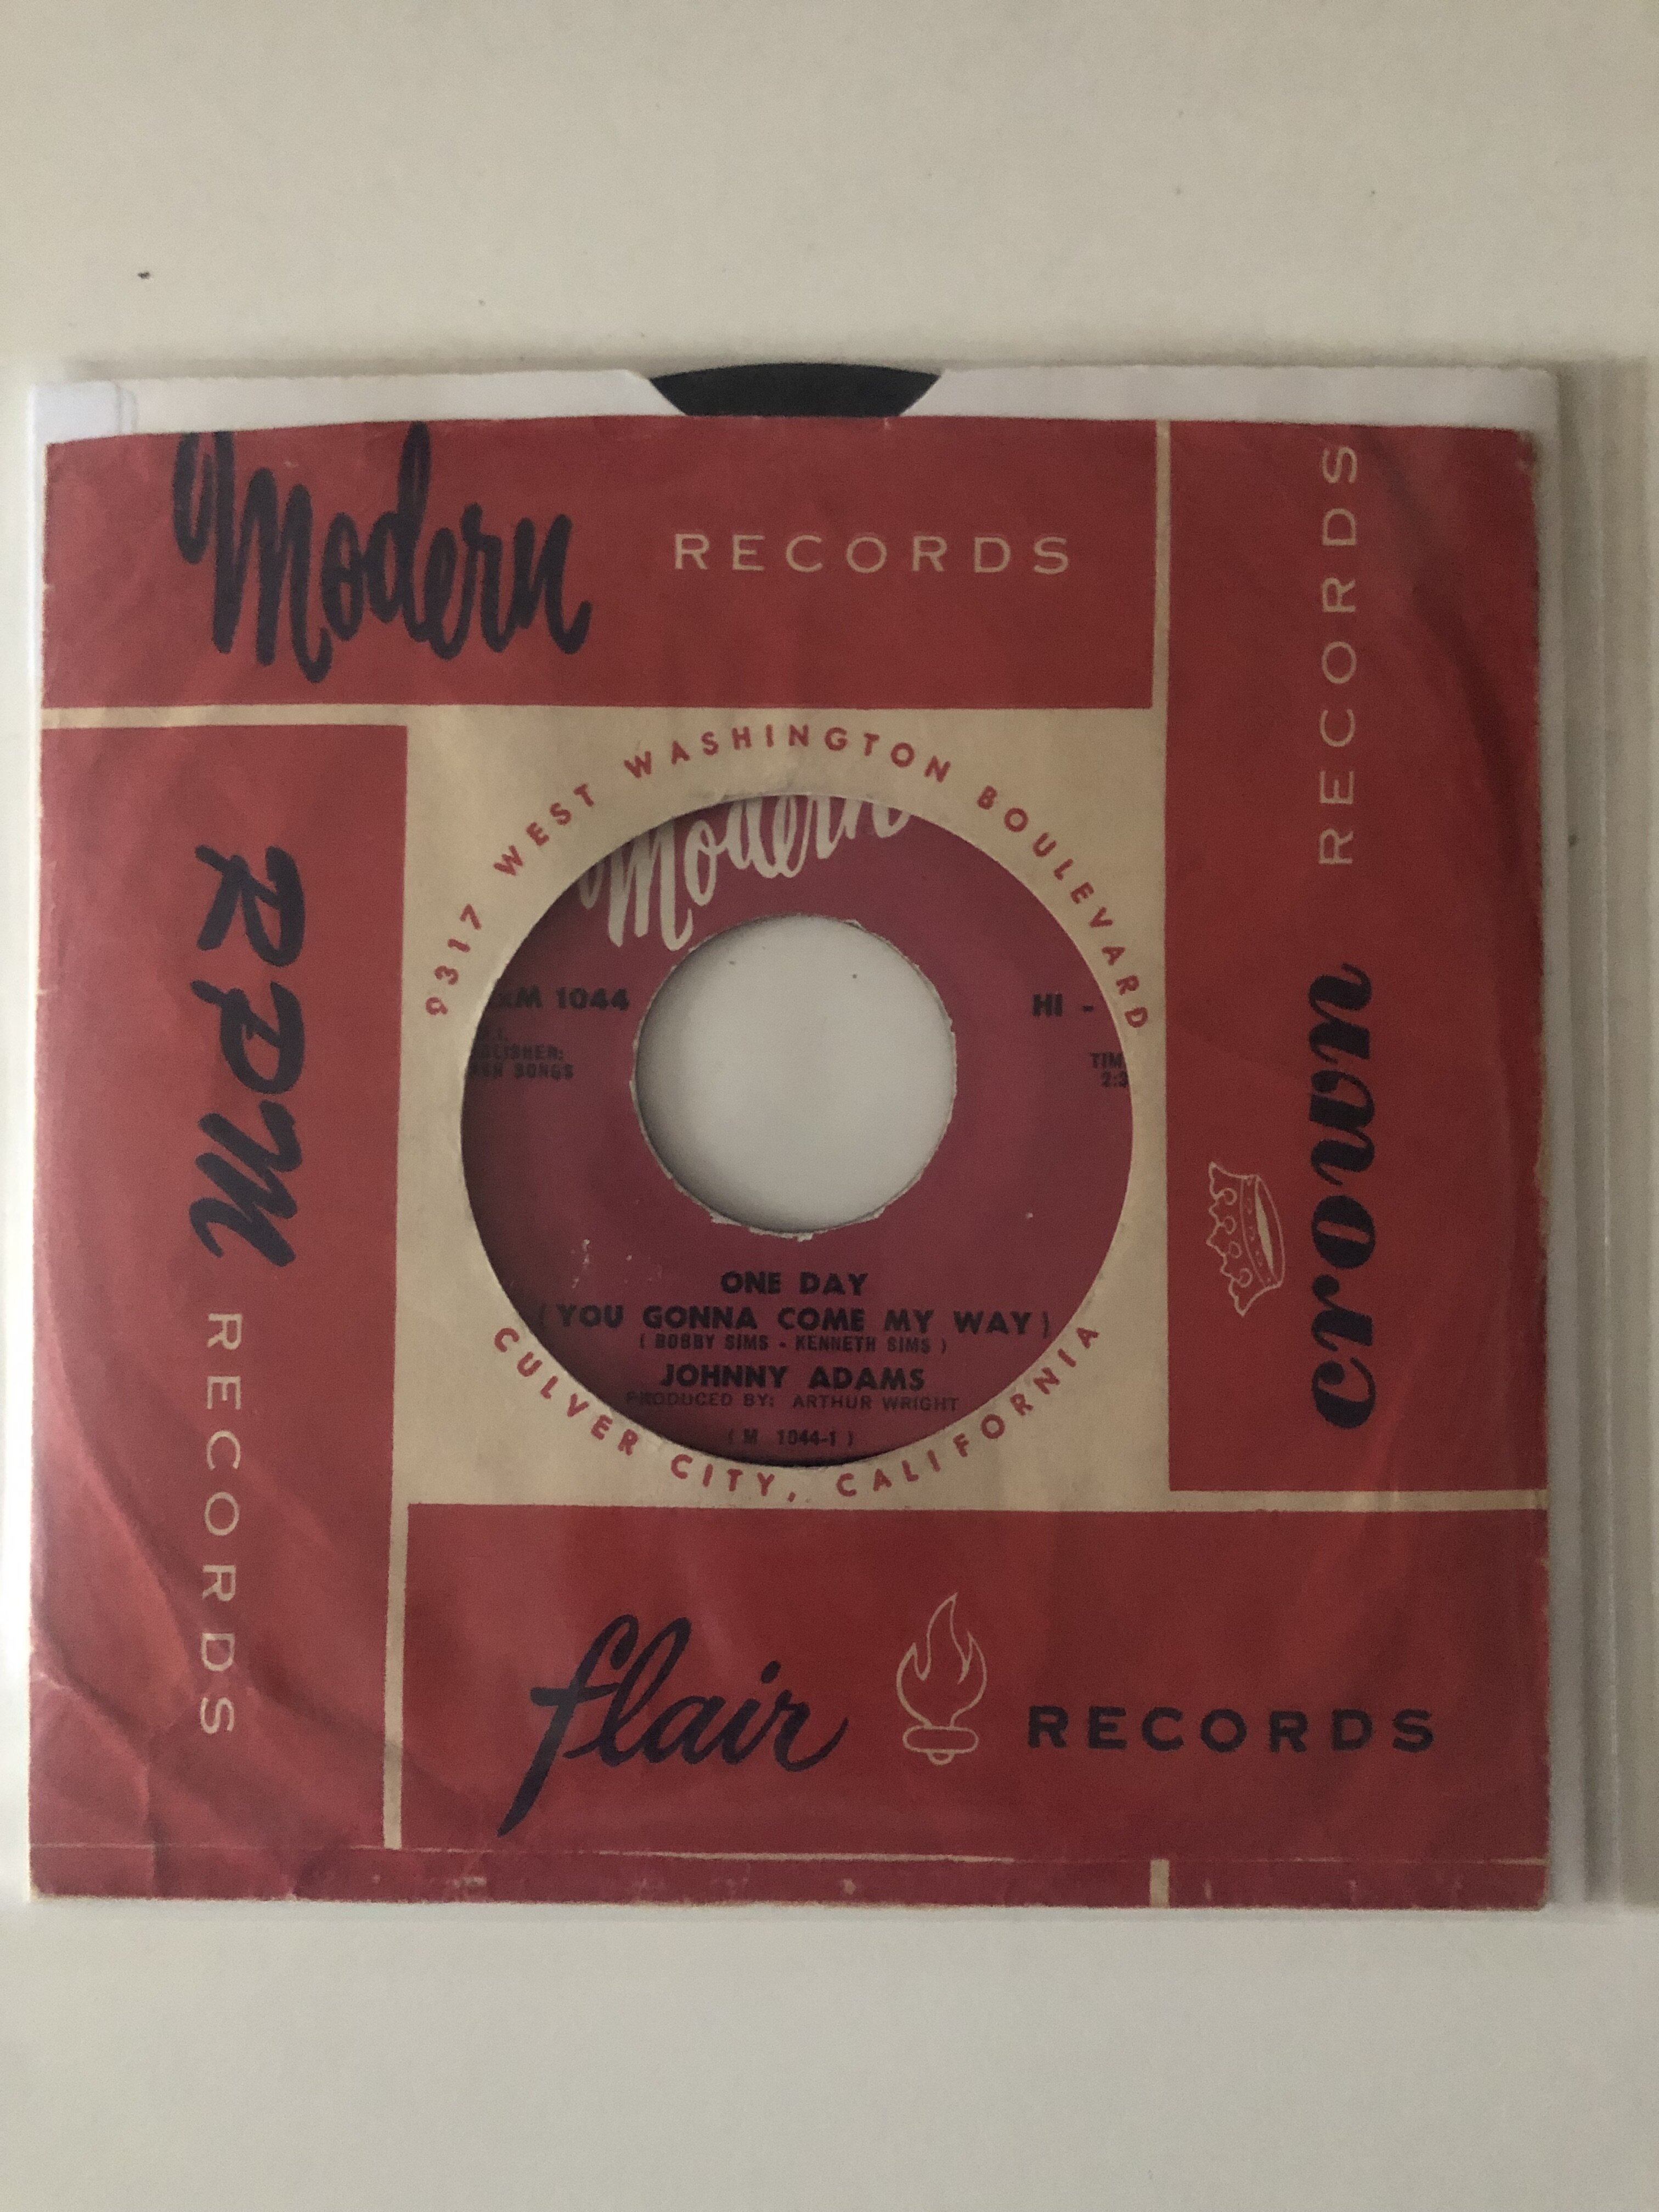 Modern RECORDS
crown RECORDS
RPM RECORDS
9317 WEST WASHINGTON BOULEVARD
CULVER CITY, CALIFORNIA
Modern
1044
HI -
SONGS
ONE DAY
(YOU GONNA COME MY WAY)
( BOBBY SIMS - KENNETH SIMS )
JOHNNY ADAMS
PRODUCED BY: ARTHUR WRIGHT
( M 1044-1 )
flair RECORDS